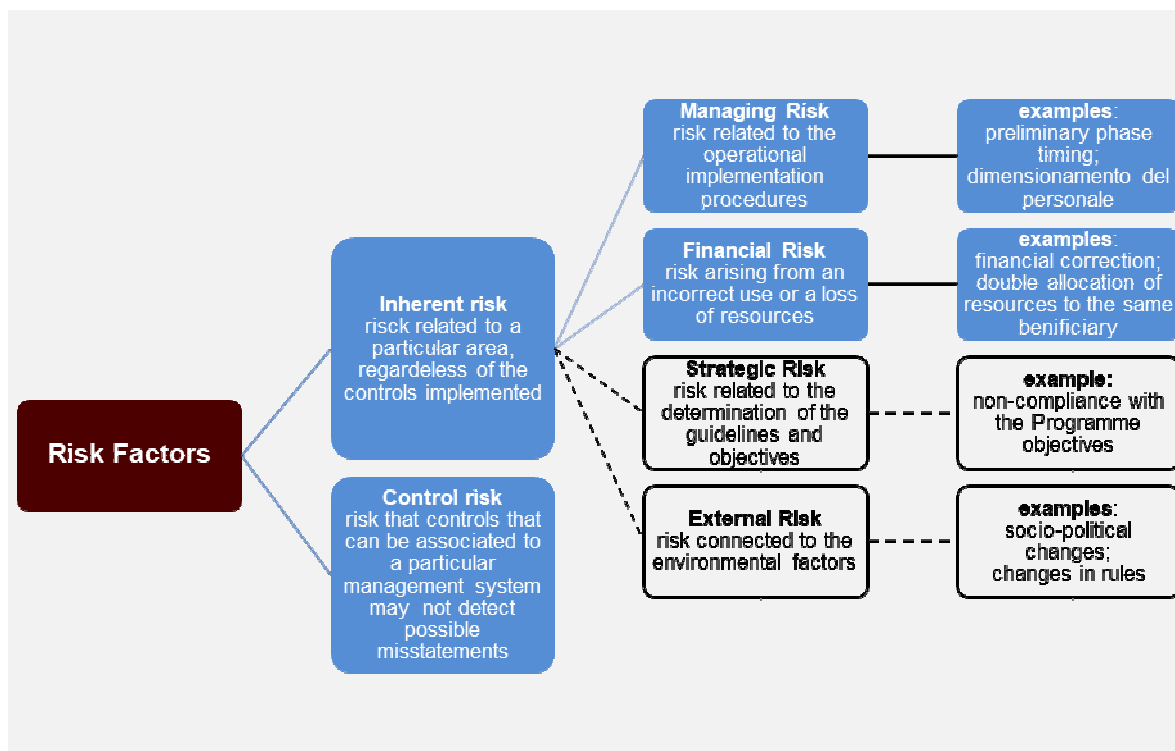 Risk Factors
Inherent risk
risck related to a
particular area,
regardeless of the
controls implemented
Control risk
risk that controls that
can be associated to
a particular
management system
may not detect
possible
misstatements
Managing Risk
risk related to the
operational
implementation
procedures
examples:
preliminary phase
timing;
dimensionamento del
personale
Financial Risk
risk arising from an
incorrect use or a loss
of resources
examples:
financial correction;
double allocation of
resources to the same
benificiary
Strategic Risk
risk related to the
determination of the
guidelines and
objectives
example:
non-compliance with
the Programme
objectives
External Risk
risk connected to the
environmental factors
examples:
socio-political
changes;
changes in rules